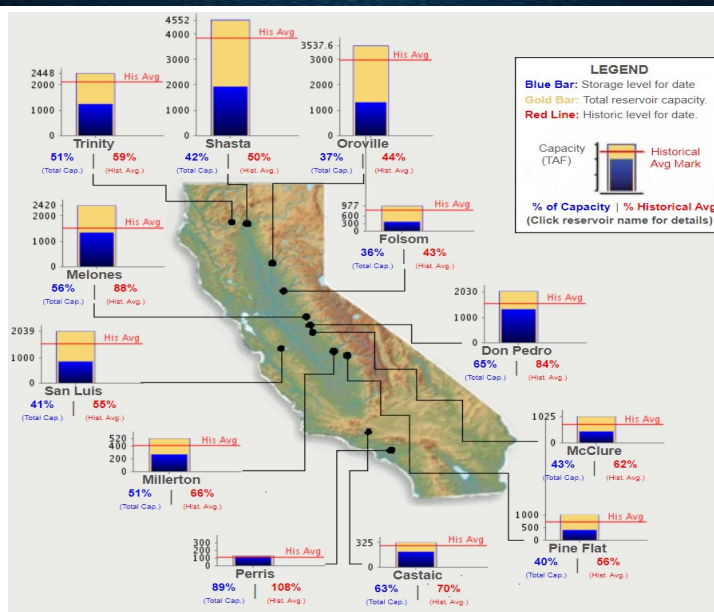 4552
4000
3000
2000
1000
0
His Avg
Shasta
42% | 50%
(Total Cap.) (Hist. Avg.)
3537.6
3000
2000
1000
0
His Avg
Oroville
37% | 44%
(Total Cap.) (Hist. Avg.)
2448
2000
1000
0
His Avg
Trinity
51% | 59%
(Total Cap.) (Hist. Avg.)
LEGEND
Blue Bar: Storage level for date
Gold Bar: Total reservoir capacity.
Red Line: Historic level for date.
Capacity
(TAF)
Historical
Avg Mark
% of Capacity | % Historical Avg
(Click reservoir name for details)
2420
2000
1000
0
His Avg
Melones
56% | 88%
(Total Cap.) (Hist. Avg.)
977
600
300
0
His Avg
Folsom
36% | 43%
(Total Cap.) (Hist. Avg.)
2030
1000
0
His Avg
Don Pedro
65% | 84%
(Total Cap.) (Hist. Avg.)
2039
1000
0
His Avg
San Luis
41% | 55%
(Total Cap.) (Hist. Avg.)
1025
0
His Avg
McClure
43% | 62%
(Total Cap.) (Hist. Avg.)
520
400
200
0
His Avg
Millerton
51% | 66%
(Total Cap.) (Hist. Avg.)
1000
500
0
His Avg
Pine Flat
40% | 56%
(Total Cap.) (Hist. Avg.)
300
200
100
0
His Avg
Perris
89% | 108%
(Total Cap.) (Hist. Avg.)
325
0
His Avg
Castaic
63% | 70%
(Total Cap.) (Hist. Avg.)